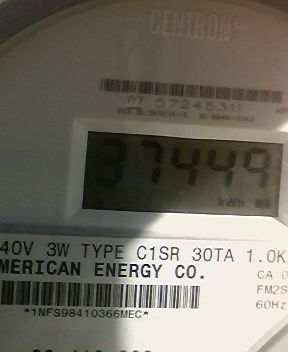 CENTRON®
07 57245311
37449
kWh
40V 3W TYPE C1SR 30TA 1.0K
MERICAN ENERGY CO.
CA 0
FM2S
60Hz
*1NFS98410366MEC*